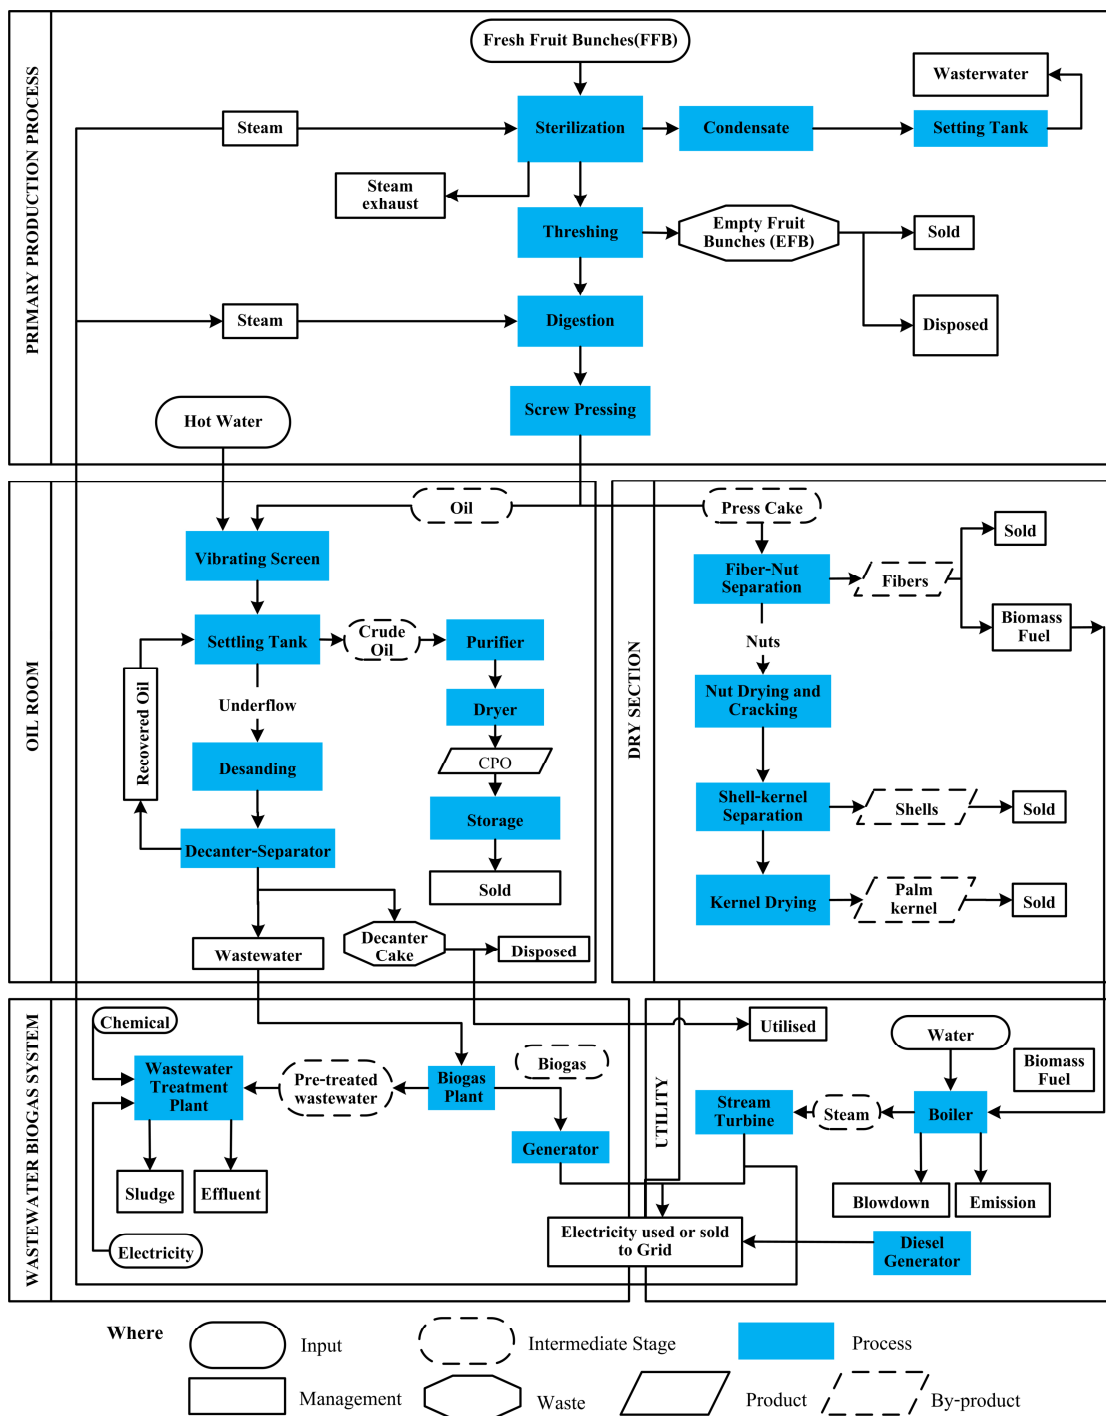 PRIMARY PRODUCTION PROCESS
Fresh Fruit Bunches(FFB)
Wasterwater
Steam
Sterilization
Condensate
Setting Tank
Steam
exhaust
Threshing
Empty Fruit
Bunches (EFB)
Sold
Steam
Digestion
Disposed
Screw Pressing
Hot Water
OIL ROOM
Oil
Vibrating Screen
Settling Tank
Crude
Oil
Purifier
Recovered Oil
Underflow
Dryer
CPO
Desanding
Storage
Decanter-Separator
Sold
Wastewater
Decanter
Cake
Disposed
DRY SECTION
Press Cake
Sold
Fiber-Nut
Separation
Fibers
Biomass
Fuel
Nuts
Nut Drying and
Cracking
Shell-kernel
Separation
Shells
Sold
Kernel Drying
Palm
kernel
Sold
WASTEWATER BIOGAS SYSTEM
Chemical
Wastewater
Treatment
Plant
Pre-treated
wastewater
Biogas
Plant
Biogas
Generator
Sludge
Effluent
Electricity
Electricity used or sold
to Grid
UTILITY
Utilised
Water
Biomass
Fuel
Stream
Turbine
Steam
Boiler
Blowdown
Emission
Diesel
Generator
Where
Input
Intermediate Stage
Process
Management
Waste
Product
By-product